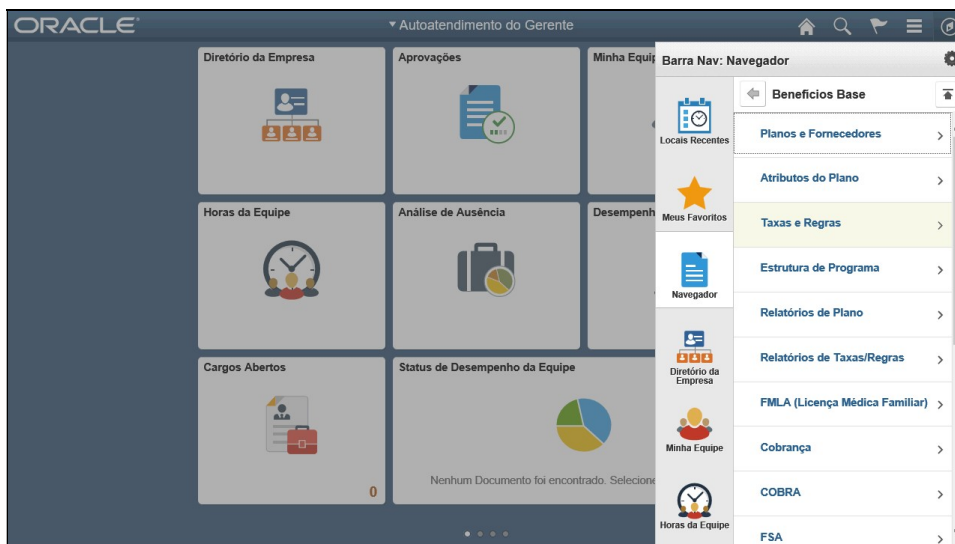 ORACLE
Autoatendimento do Gerente
Diretório da Empresa
Aprovações
Minha Equip
Horas da Equipe
Análise de Ausência
Desempenh
Cargos Abertos
0
Status de Desempenho da Equipe
Nenhum Documento foi encontrado. Selecione
Barra Nav: Navegador
Locais Recentes
Meus Favoritos
Navegador
Diretório da
Empresa
Minha Equipe
Horas da Equipe
Benefícios Base
Planos e Fornecedores
Atributos do Plano
Taxas e Regras
Estrutura de Programa
Relatórios de Plano
Relatórios de Taxas/Regras
FMLA (Licença Médica Familiar)
Cobrança
COBRA
FSA